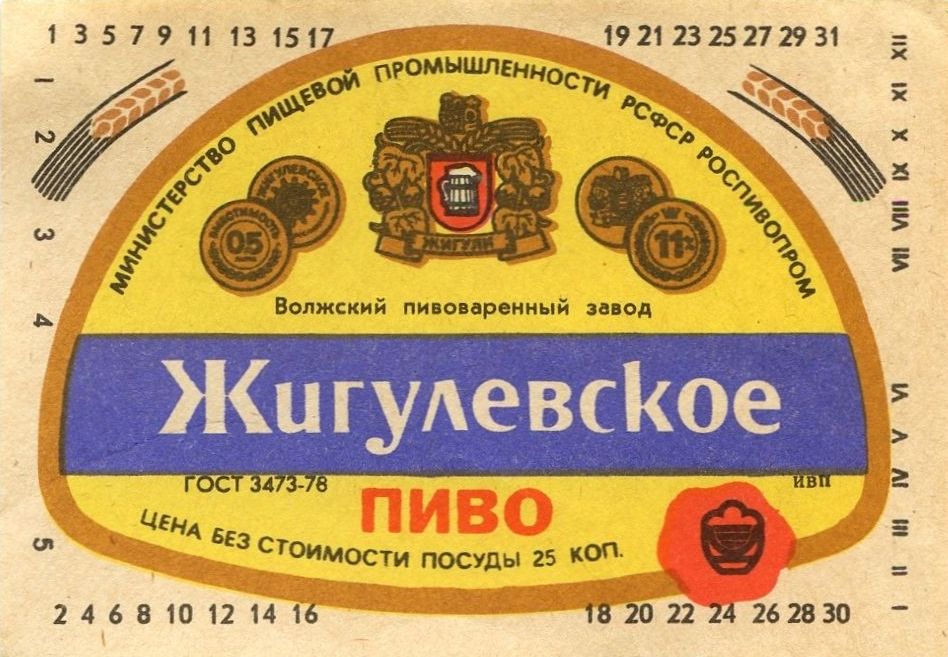 1 3 5 7 9 11 13 15 17
19 21 23 25 27 29 31
1
2
3
4
5
XII
XI
X
IX
VIII
VII
VI
V
IV
III
II
I
МИНИСТЕРСТВО ПИЩЕВОЙ ПРОМЫШЛЕННОСТИ РСФСР РОСПИВОПРОМ
ЖИГУЛЕВСКОЕ
0.5
ЖИГУЛИ
11%
Волжский пивоваренный завод
Жигулевское
ГОСТ 3473-78
ИВП
ПИВО
ЦЕНА БЕЗ СТОИМОСТИ ПОСУДЫ 25 КОП.
2 4 6 8 10 12 14 16
18 20 22 24 26 28 30